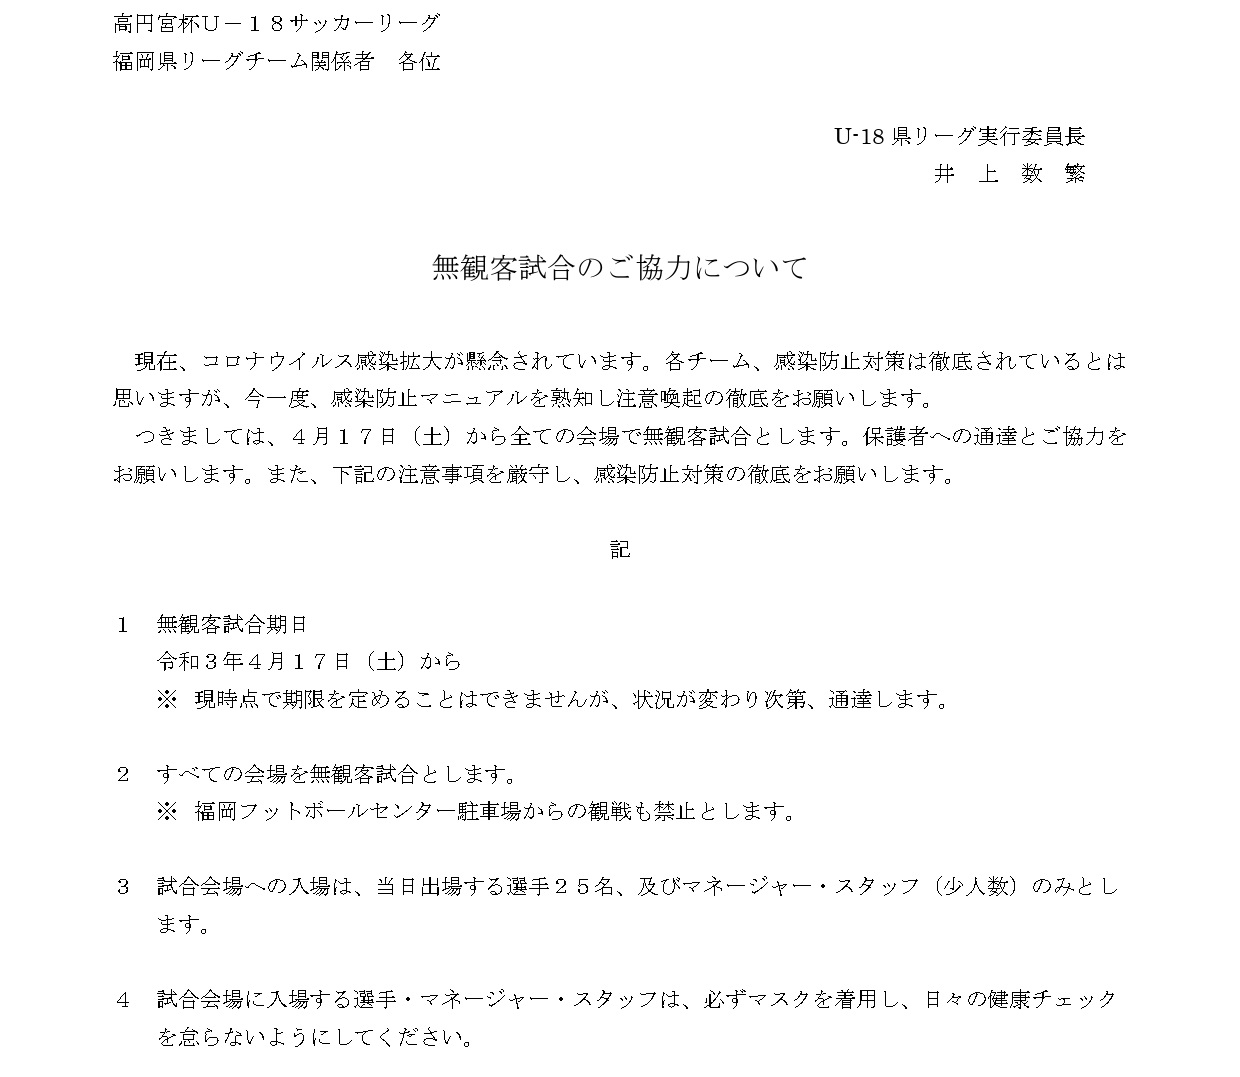 高円宮杯Ｕ－１８サッカーリーグ
福岡県リーグチーム関係者　各位
U-18 県リーグ実行委員長
井　上　数　繁
無観客試合のご協力について
　現在、コロナウイルス感染拡大が懸念されています。各チーム、感染防止対策は徹底されているとは
思いますが、今一度、感染防止マニュアルを熟知し注意喚起の徹底をお願いします。
　つきましては、４月１７日（土）から全ての会場で無観客試合とします。保護者への通達とご協力を
お願いします。また、下記の注意事項を厳守し、感染防止対策の徹底をお願いします。
記
１　無観客試合期日
令和３年４月１７日（土）から
※ 現時点で期限を定めることはできませんが、状況が変わり次第、通達します。
２　すべての会場を無観客試合とします。
※ 福岡フットボールセンター駐車場からの観戦も禁止とします。
３　試合会場への入場は、当日出場する選手２５名、及びマネージャー・スタッフ（少人数）のみとし
ます。
４　試合会場に入場する選手・マネージャー・スタッフは、必ずマスクを着用し、日々の健康チェック
を怠らないようにしてください。